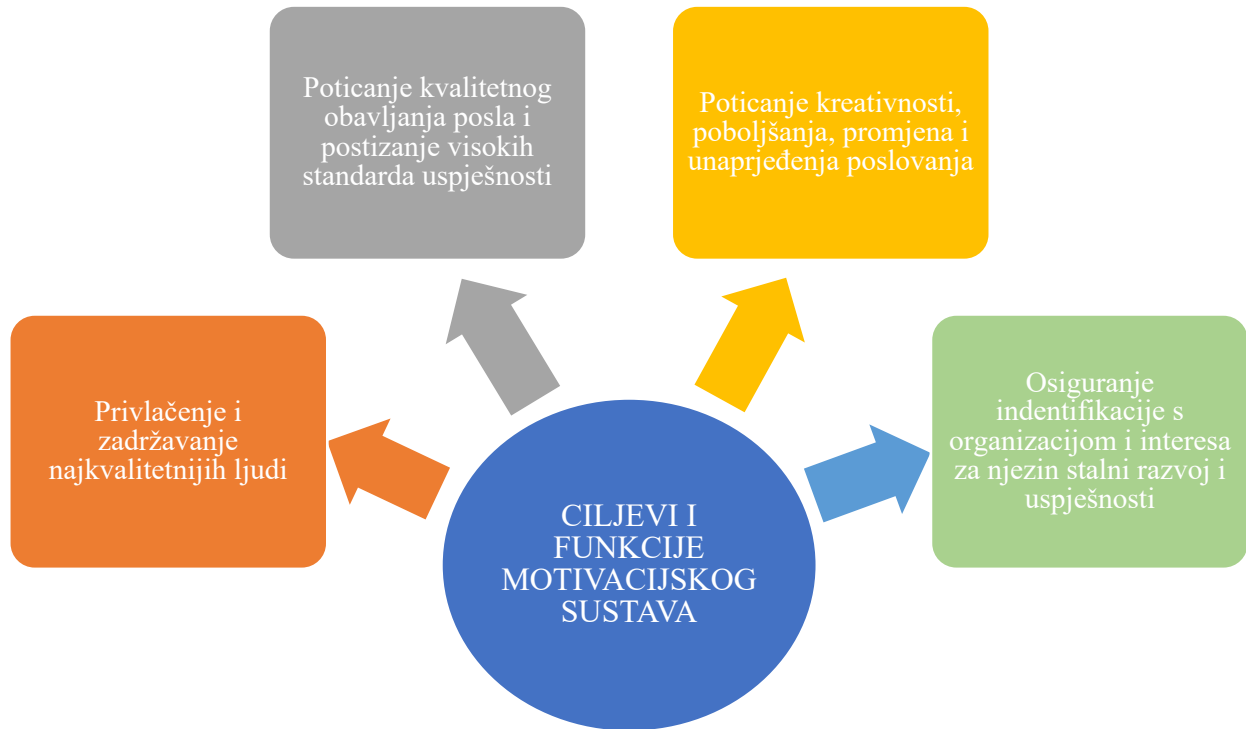 Poticanje kvalitetnog
obavljanja posla i
postizanje visokih
standarda uspješnosti
Poticanje kreativnosti,
poboljšanja, promjena i
unaprjeđenja poslovanja
Privlačenje i
zadržavanje
najkvalitetnijih ljudi
Osiguranje
indentifikacije s
organizacijom i interesa
za njezin stalni razvoj i
uspješnosti
CILJEVI I
FUNKCIJE
MOTIVACIJSKOG
SUSTAVA